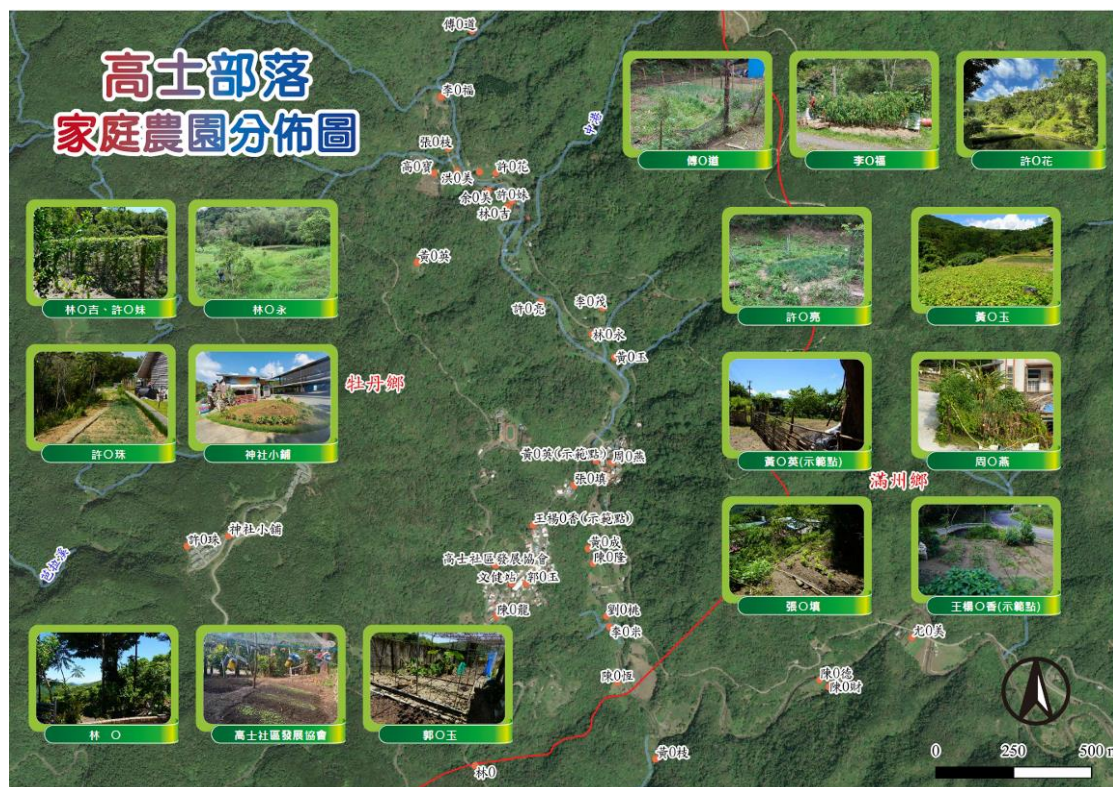 高士部落
家庭農園分佈圖
傅O道
李O福
張O枝
高O寶
洪O美
許O花
余O美
許O妹
林O吉
黃O英
許O亮
李O茂
林O永
黃O玉
中港
傅O道
李O福
許O花
許O亮
黃O玉
黃O英(示範點)
周O燕
滿州鄉
張O填
王楊O香(示範點)
林O吉、許O妹
林O永
許O珠
神社小舖
牡丹鄉
黃O英(示範點)
周O燕
張O填
王楊O香(示範點)
黃O成
陳O隆
高士社區發展協會
文健站
郭O玉
陳O龍
劉O桃
李O宗
許O珠
神社小舖
尤O美
陳O德
陳O財
陳O恆
黃O枝
林O
林 O
高士社區發展協會
郭O玉
0 250 500 m